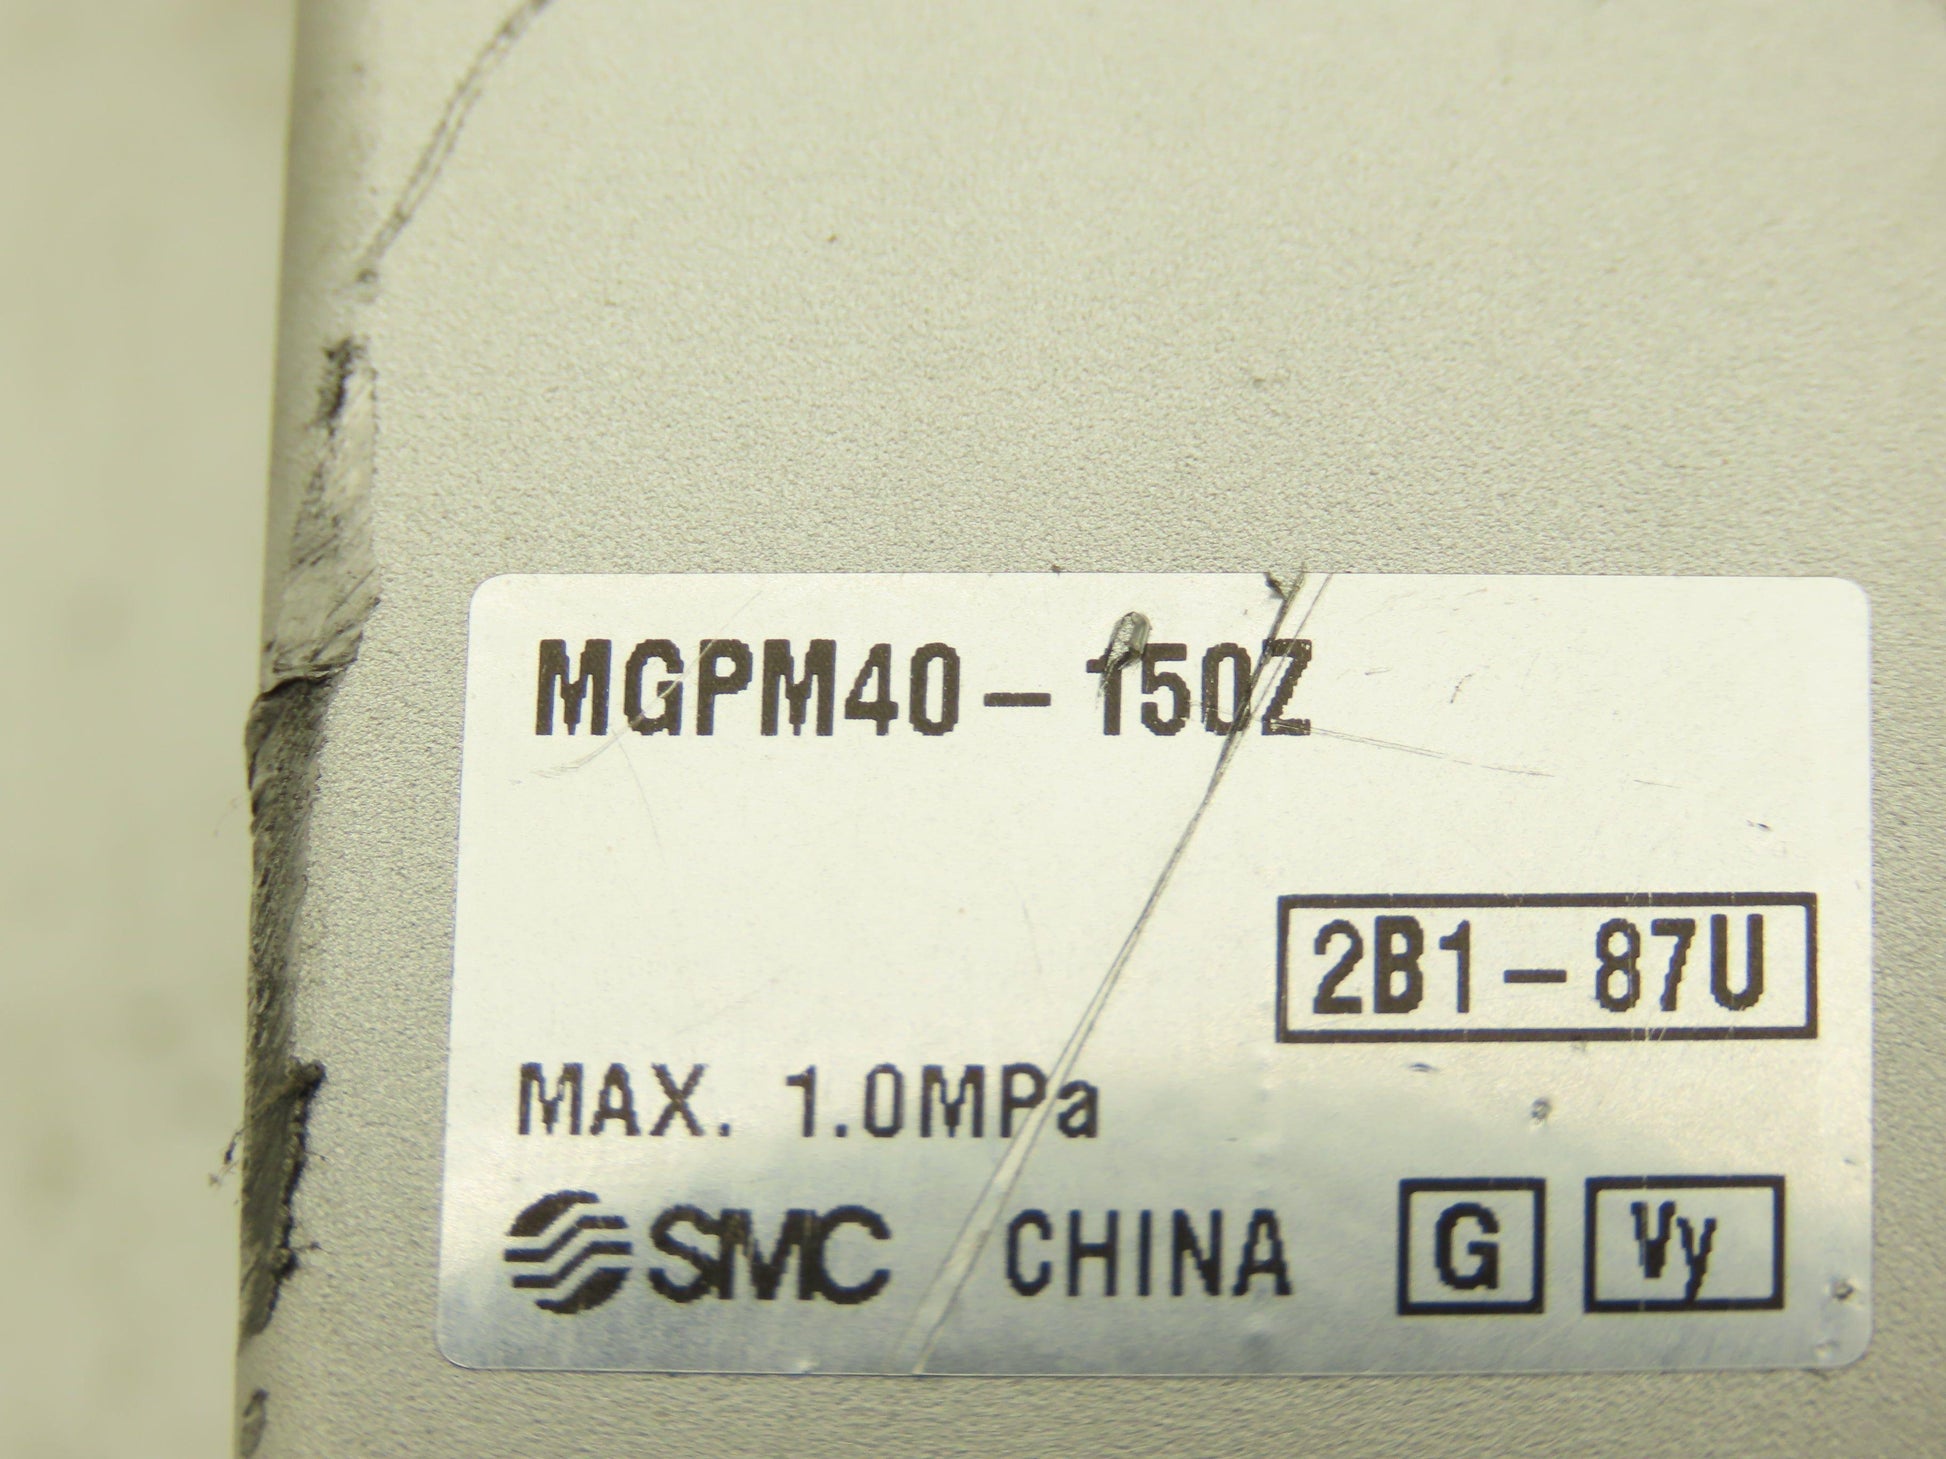 MGPM40-150Z
2B1-87U
MAX. 1.0MPa
SMC CHINA G Vy